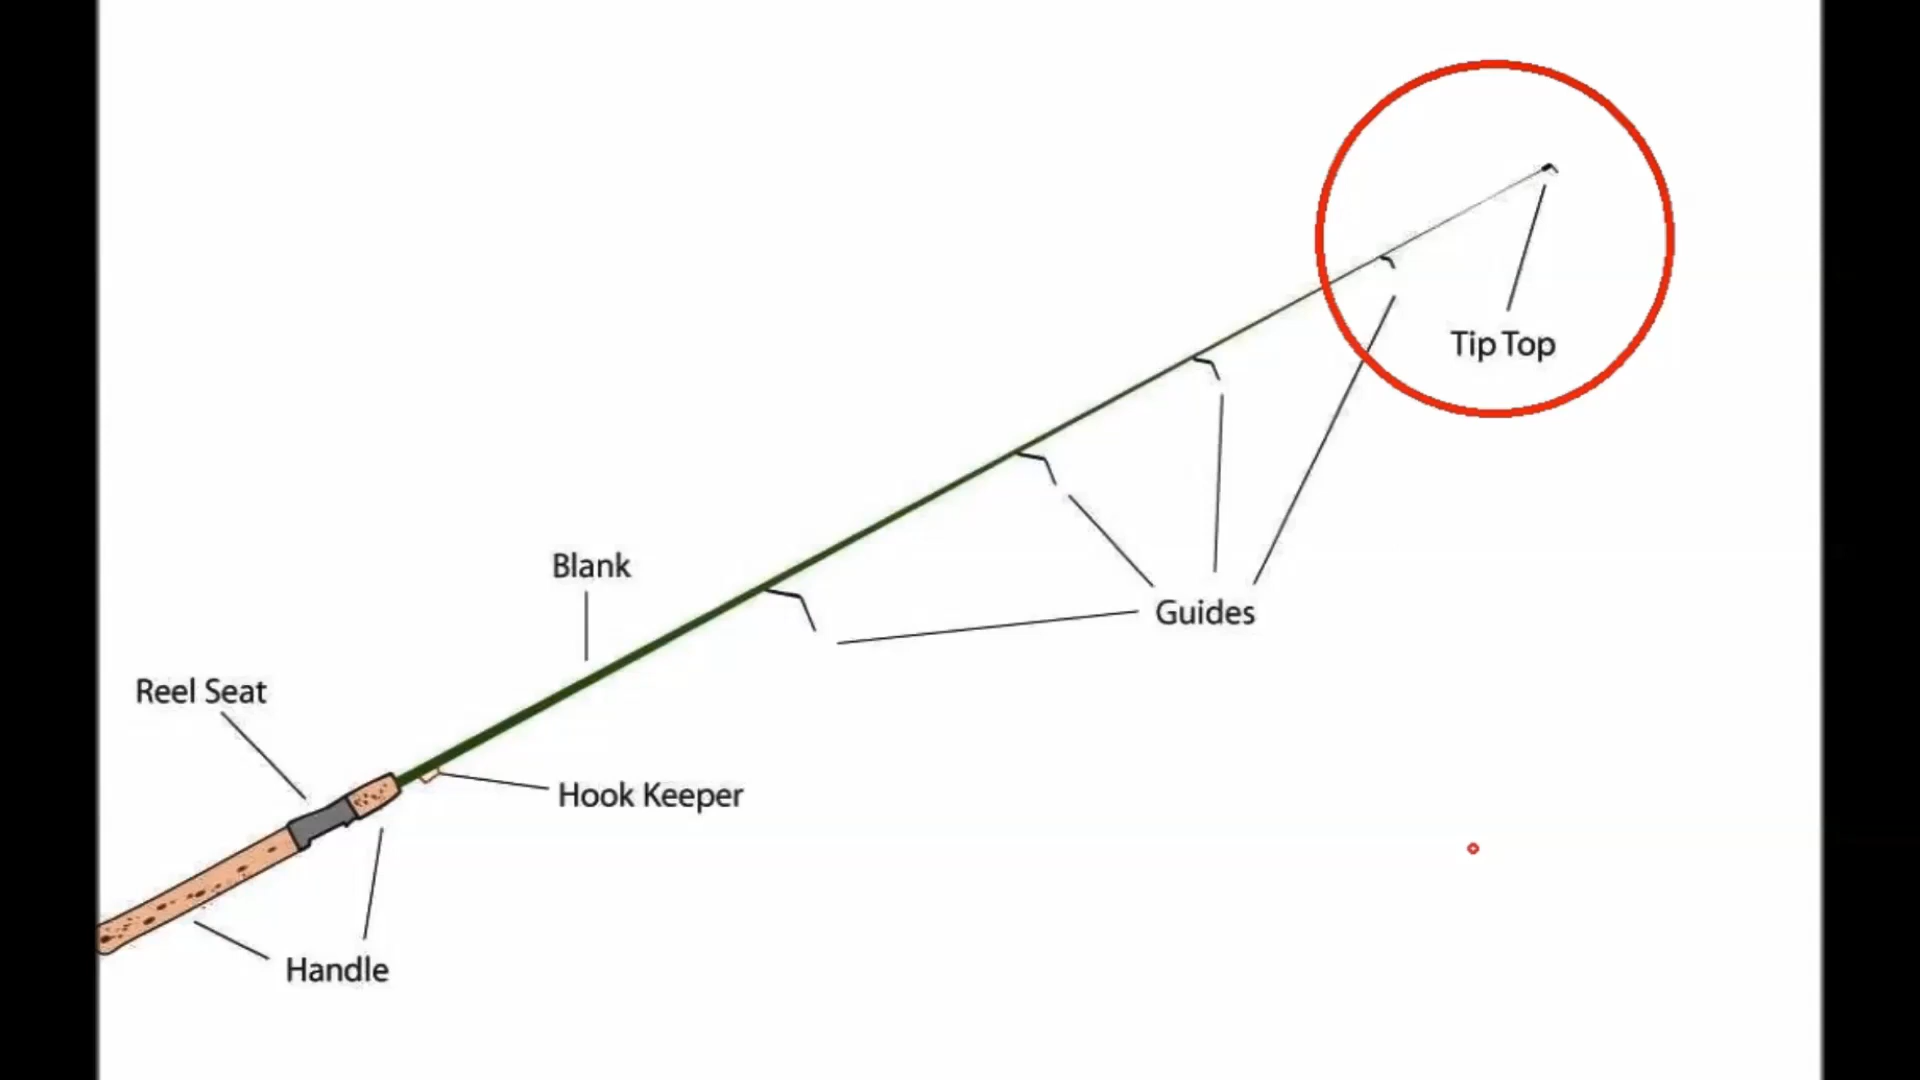 Tip Top
Blank
Guides
Reel Seat
Hook Keeper
Handle